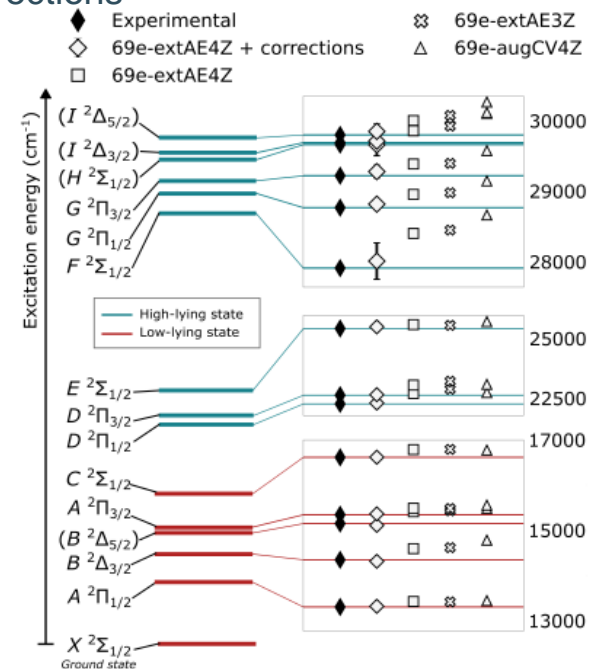 Experimental
69e-extAE4Z + corrections
69e-extAE4Z
69e-extAE3Z
69e-augCV4Z
Excitation energy (cm⁻¹)
(I ²Δ₅/₂)
(I ²Δ₃/₂)
(H ²Σ₁/₂)
G ²Π₃/₂
G ²Π₁/₂
F ²Σ₁/₂
High-lying state
Low-lying state
E ²Σ₁/₂
D ²Π₃/₂
D ²Π₁/₂
C ²Σ₁/₂
A ²Π₃/₂
(B ²Δ₅/₂)
B ²Δ₃/₂
A ²Π₁/₂
X ²Σ₁/₂
Ground state
30000
29000
28000
25000
22500
17000
15000
13000